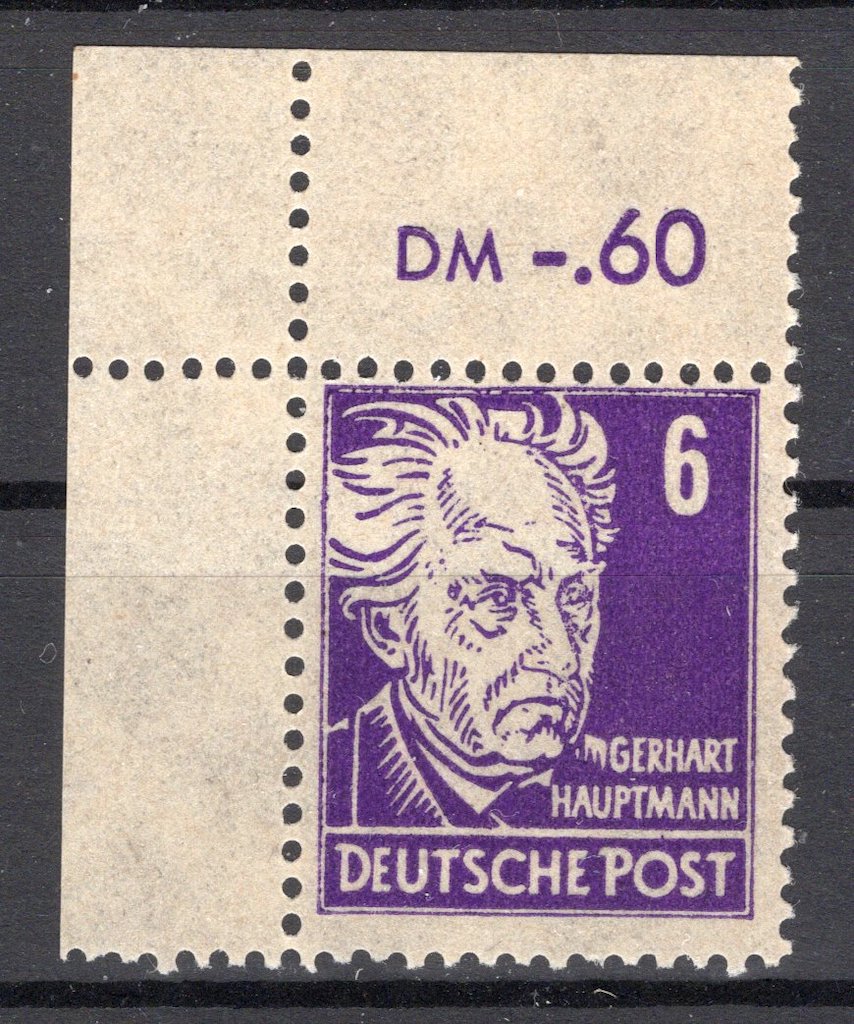 DM -.60
6
GERHART
HAUPTMANN
DEUTSCHE POST